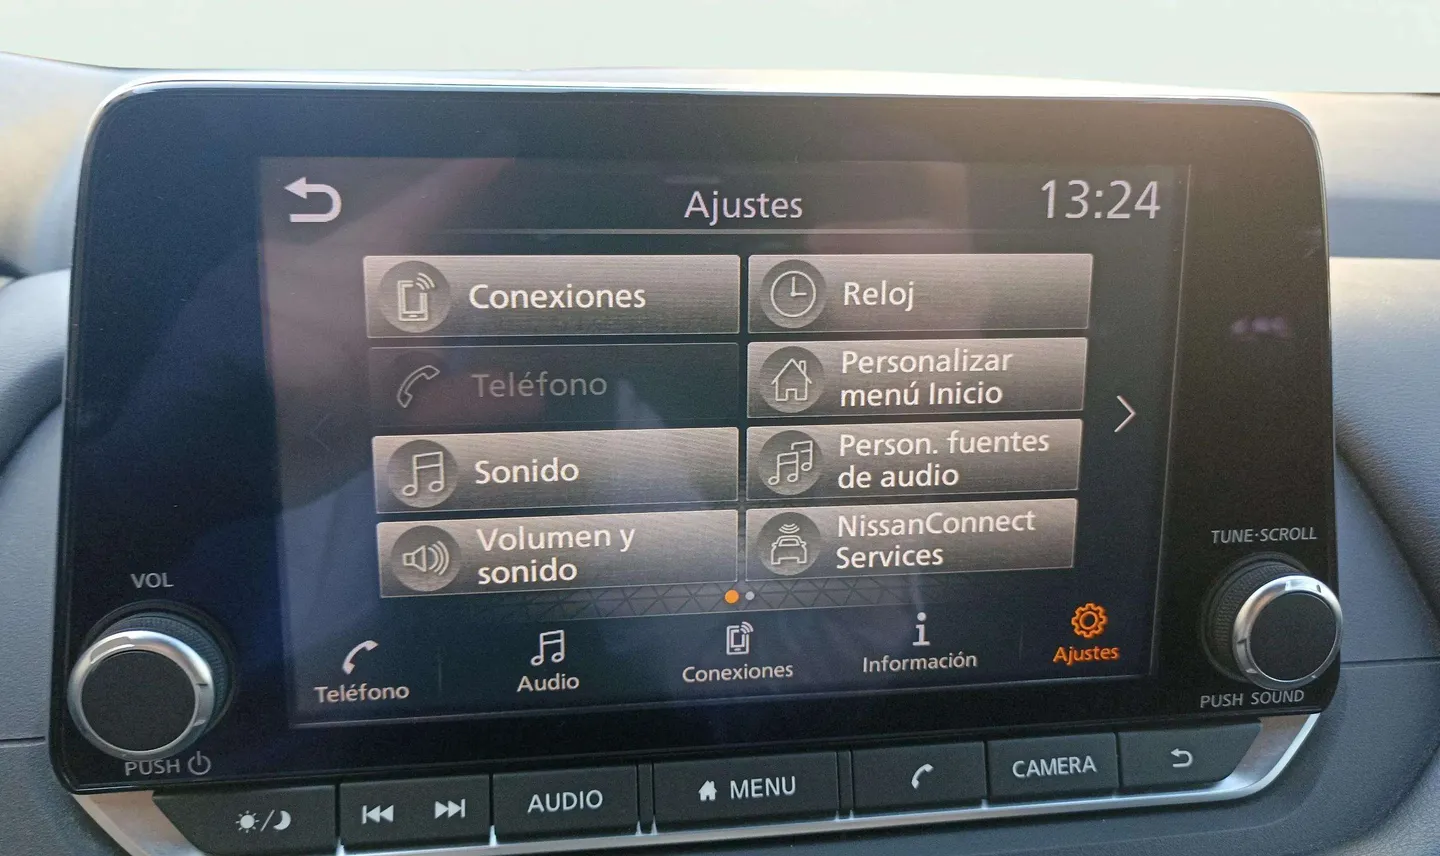 Ajustes
13:24
Conexiones
Reloj
Teléfono
Personalizar
menú Inicio
Sonido
Person. fuentes
de audio
Volumen y
sonido
NissanConnect
Services
Teléfono
Audio
Conexiones
Información
Ajustes
VOL
PUSH
TUNE·SCROLL
PUSH SOUND
AUDIO
MENU
CAMERA